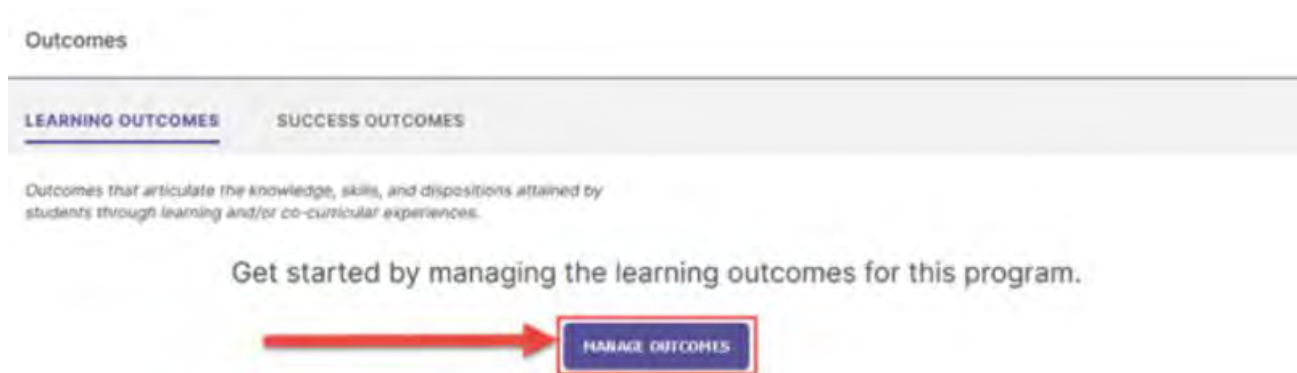 Outcomes
LEARNING OUTCOMES SUCCESS OUTCOMES
Outcomes that articulate the knowledge, skills, and dispositions attained by
students through learning and/or co-curricular experiences.
Get started by managing the learning outcomes for this program.
MANAGE OUTCOMES